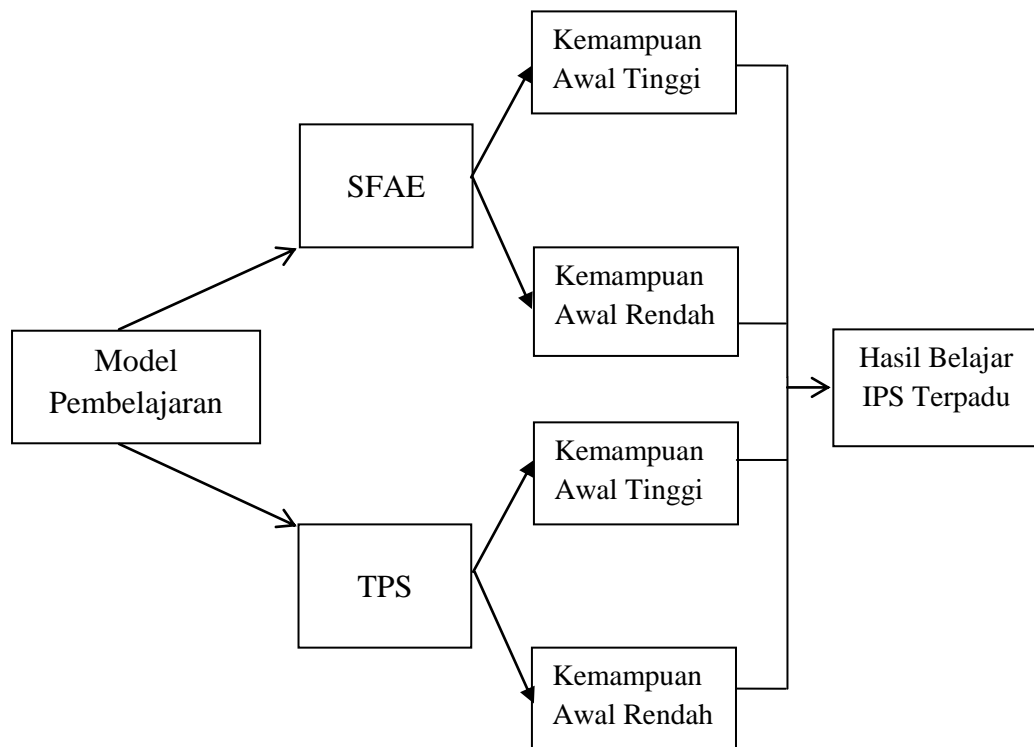 Kemampuan
Awal Tinggi
SFAE
Kemampuan
Awal Rendah
Model
Pembelajaran
Hasil Belajar
IPS Terpadu
Kemampuan
Awal Tinggi
TPS
Kemampuan
Awal Rendah